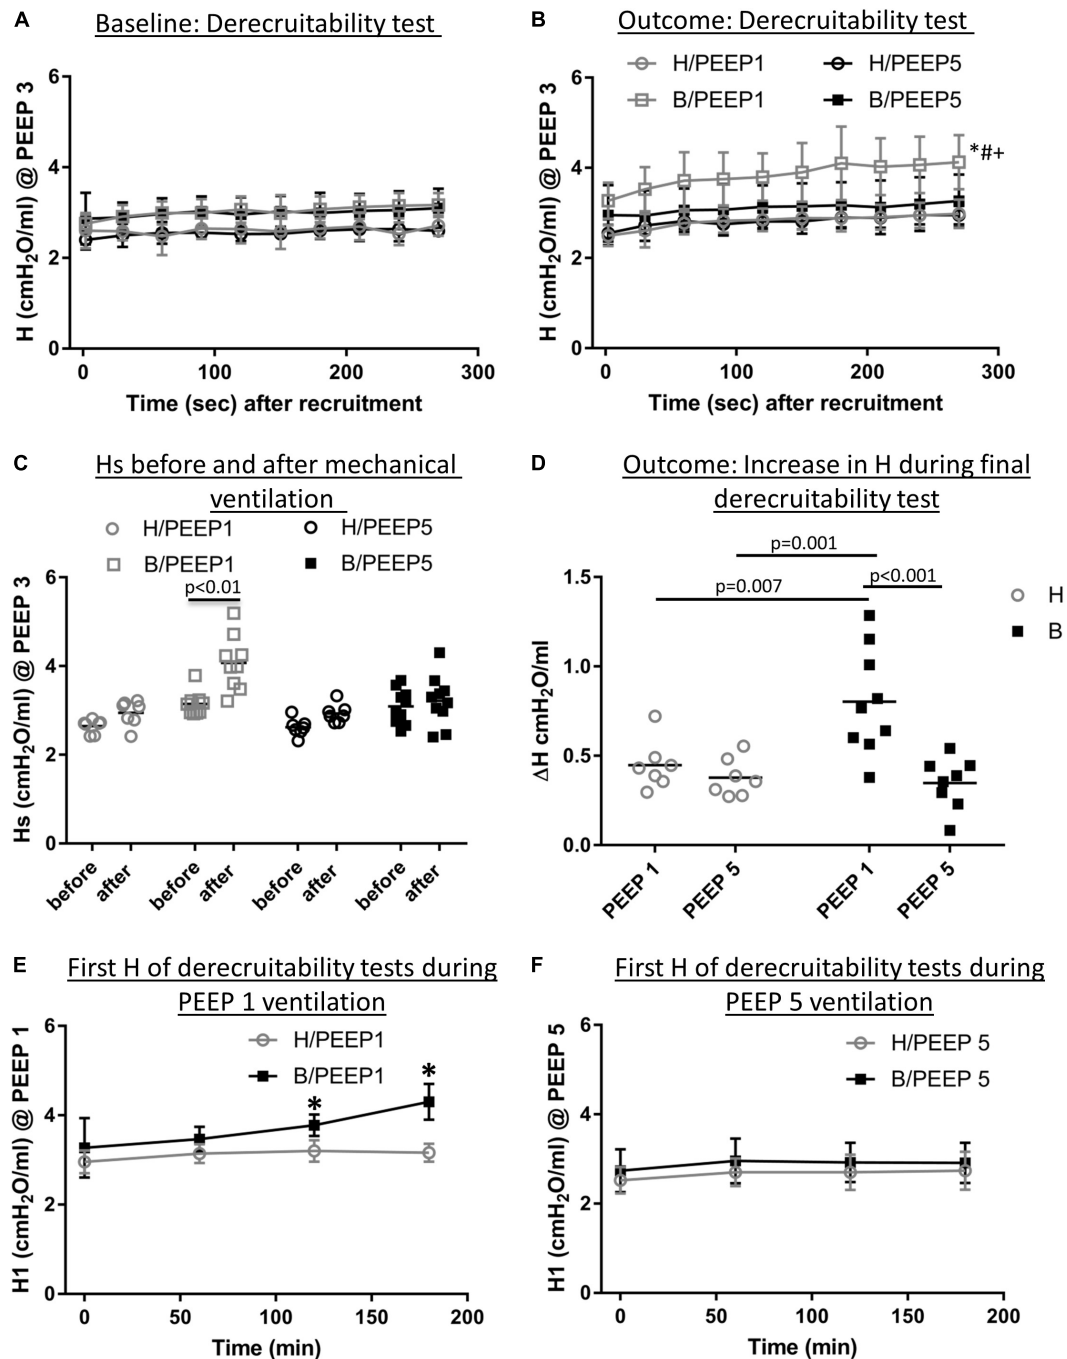 A
Baseline: Derecruitability test
H (cmH2O/ml) @ PEEP 3
6
4
2
0
0 100 200 300
Time (sec) after recruitment
B
Outcome: Derecruitability test
H/PEEP1 H/PEEP5
B/PEEP1 B/PEEP5
H (cmH2O/ml) @ PEEP 3
6
4
2
0
*#+
0 100 200 300
Time (sec) after recruitment
C
Hs before and after mechanical
ventilation
H/PEEP1 H/PEEP5
B/PEEP1 B/PEEP5
Hs (cmH2O/ml) @ PEEP 3
6
4
2
0
p<0.01
before after before after before after before after
D
Outcome: Increase in H during final
derecruitability test
p=0.001
p<0.001
p=0.007
H
B
ΔH cmH2O/ml
1.5
1.0
0.5
0.0
PEEP 1 PEEP 5 PEEP 1 PEEP 5
E
First H of derecruitability tests during
PEEP 1 ventilation
H/PEEP1
B/PEEP1
H1 (cmH2O/ml) @ PEEP 1
6
4
2
0
* *
0 50 100 150 200
Time (min)
F
First H of derecruitability tests during
PEEP 5 ventilation
H/PEEP 5
B/PEEP 5
H1 (cmH2O/ml) @ PEEP 5
6
4
2
0
0 50 100 150 200
Time (min)